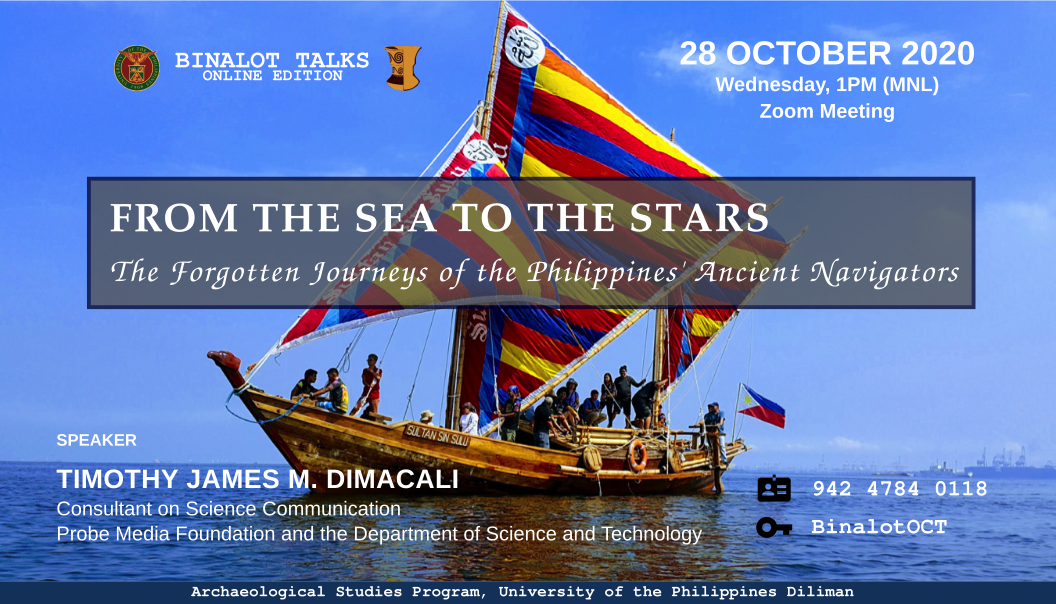 BINALOT TALKS
ONLINE EDITION
28 OCTOBER 2020
Wednesday, 1PM (MNL)
Zoom Meeting
FROM THE SEA TO THE STARS
The Forgotten Journeys of the Philippines' Ancient Navigators
SULTAN SIN SULU
SPEAKER
TIMOTHY JAMES M. DIMACALI
Consultant on Science Communication
Probe Media Foundation and the Department of Science and Technology
942 4784 0118
BinalotOCT
Archaeological Studies Program, University of the Philippines Diliman